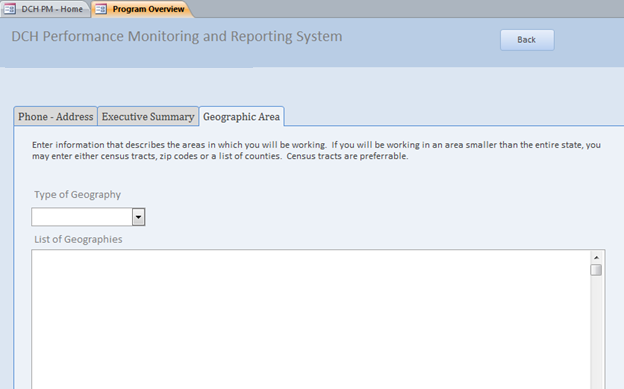 DCH PM - Home
Program Overview
DCH Performance Monitoring and Reporting System
Back
Phone - Address
Executive Summary
Geographic Area
Enter information that describes the areas in which you will be working.  If you will be working in an area smaller than the entire state, you
may enter either census tracts, zip codes or a list of counties.  Census tracts are preferrable.
Type of Geography
List of Geographies